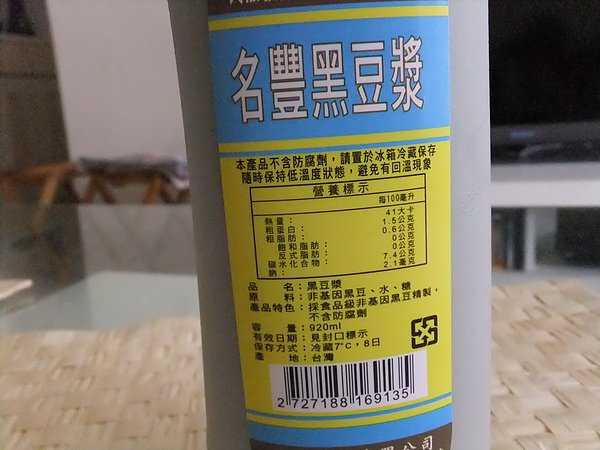 名豐黑豆漿
本產品不含防腐劑，請置於冰箱冷藏保存
隨時保持低溫度狀態，避免有回溫現象
營養標示
每100毫升
熱量： 41大卡
粗蛋白： 1.5公克
粗脂肪： 0.6公克
飽和脂肪： 0公克
反式脂肪： 0公克
碳水化合物： 7.4公克
鈉： 2.1毫克
品名：黑豆漿
原料：非基因黑豆、水、糖
產品特色：採食品級非基因黑豆精製，
不含防腐劑
容量：920ml
有效日期：見封口標示
保存方式：冷藏7°C，8日
產地：台灣
2 727188 169135
限公司